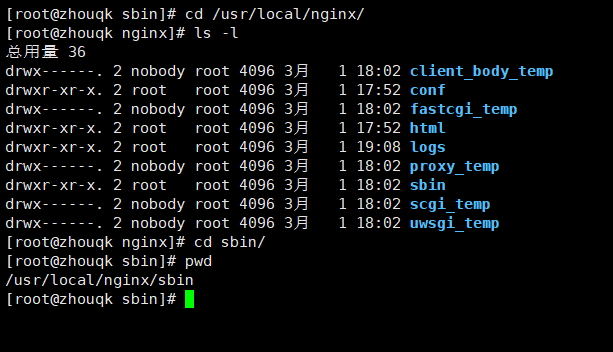 [root@zhouqk sbin]# cd /usr/local/nginx/
[root@zhouqk nginx]# ls -l
总用量 36
drwx------. 2 nobody root 4096 3月   1 18:02 client_body_temp
drwxr-xr-x. 2 root   root 4096 3月   1 17:52 conf
drwx------. 2 nobody root 4096 3月   1 18:02 fastcgi_temp
drwxr-xr-x. 2 root   root 4096 3月   1 17:52 html
drwxr-xr-x. 2 root   root 4096 3月   1 19:08 logs
drwx------. 2 nobody root 4096 3月   1 18:02 proxy_temp
drwxr-xr-x. 2 root   root 4096 3月   1 18:02 sbin
drwx------. 2 nobody root 4096 3月   1 18:02 scgi_temp
drwx------. 2 nobody root 4096 3月   1 18:02 uwsgi_temp
[root@zhouqk nginx]# cd sbin/
[root@zhouqk sbin]# pwd
/usr/local/nginx/sbin
[root@zhouqk sbin]#